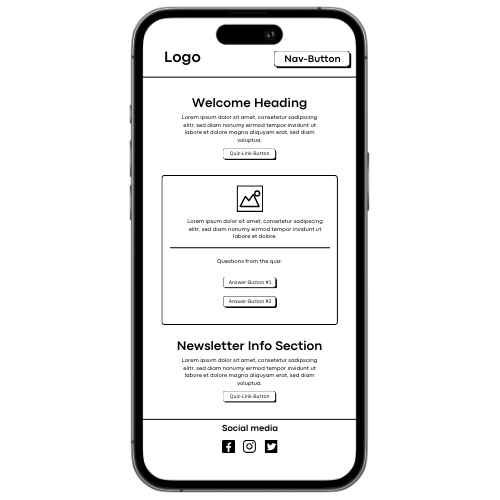 Logo
Nav-Button
Welcome Heading
Lorem ipsum dolor sit amet, consetetur sadipscing
elitr, sed diam nonumy eirmod tempor invidunt ut
labore et dolore magna aliquyam erat, sed diam
voluptua.
Quiz-Link-Button
Lorem ipsum dolor sit amet, consetetur sadipscing
elitr, sed diam nonumy eirmod tempor invidunt ut
labore et dolore
Questions from the quiz:
Answer-Button #1
Answer-Button #2
Newsletter Info Section
Lorem ipsum dolor sit amet, consetetur sadipscing
elitr, sed diam nonumy eirmod tempor invidunt ut
labore et dolore magna aliquyam erat, sed diam
voluptua.
Quiz-Link-Button
Social media